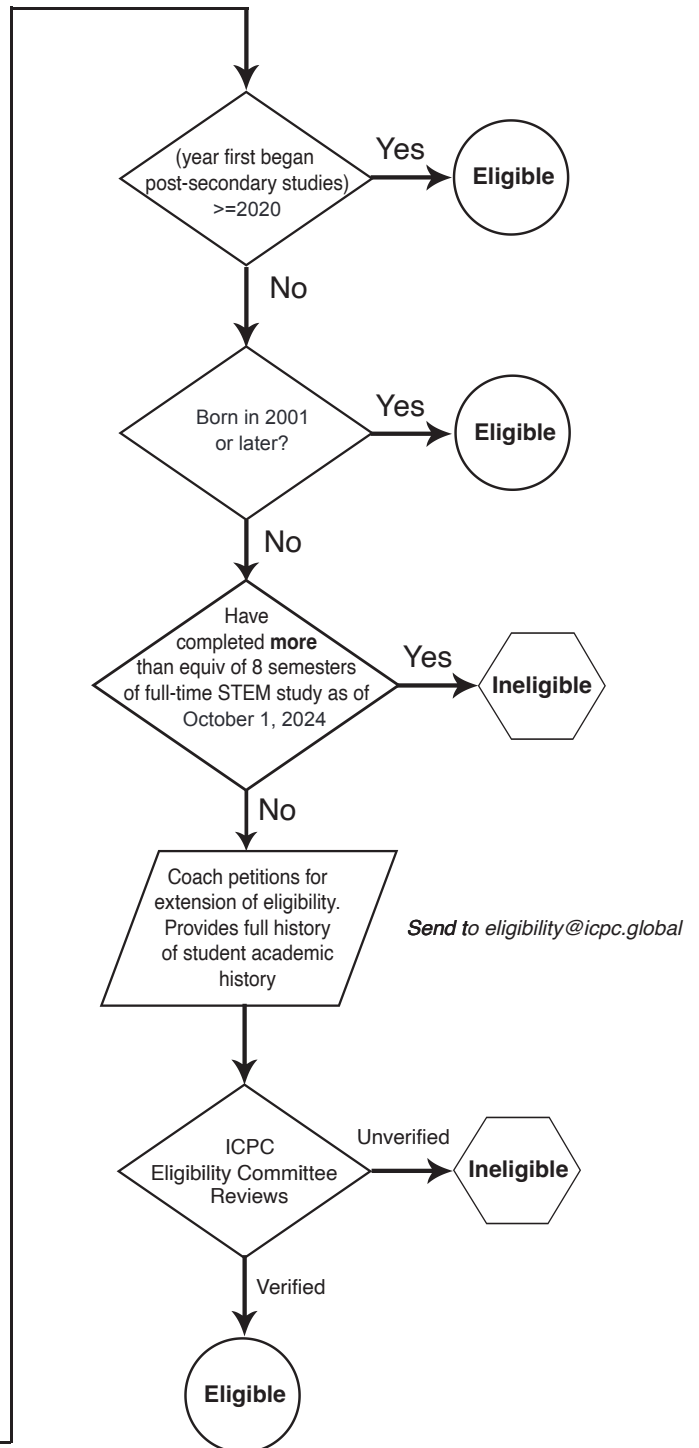 (year first began
post-secondary studies)
>=2020
Yes
Eligible
No
Born in 2001
or later?
Yes
Eligible
No
Have
completed more
than equiv of 8 semesters
of full-time STEM study as of
October 1, 2024
Yes
Ineligible
No
Coach petitions for
extension of eligibility.
Provides full history
of student academic
history
Send to eligibility@icpc.global
ICPC
Eligibility Committee
Reviews
Unverified
Ineligible
Verified
Eligible